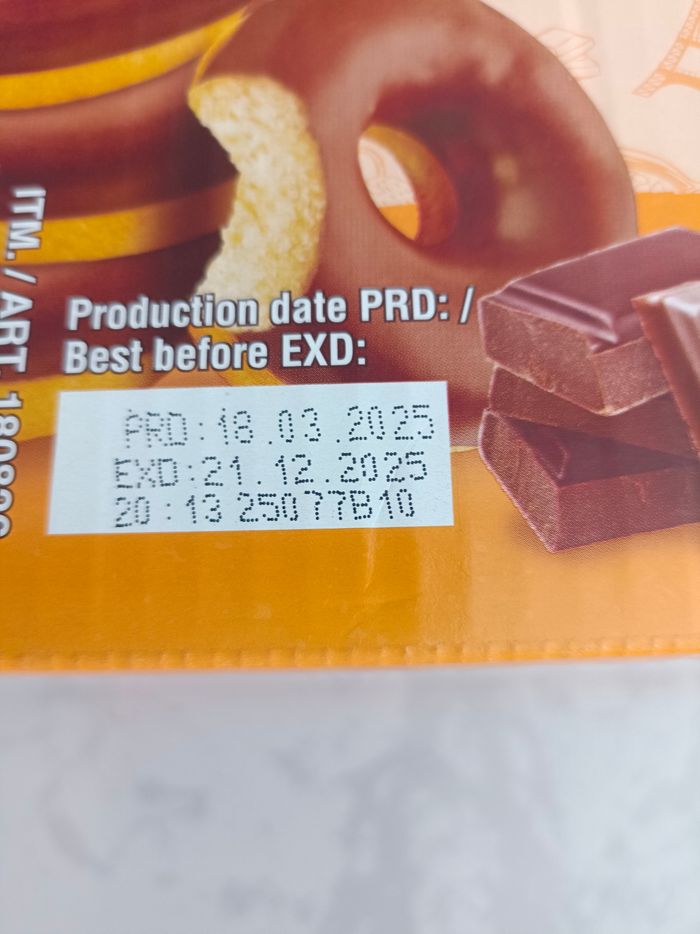 Production date PRD: /
Best before EXD:
PRD:18.03.2025
EXD:21.12.2025
20:13 25077B10
ITM. / ART.